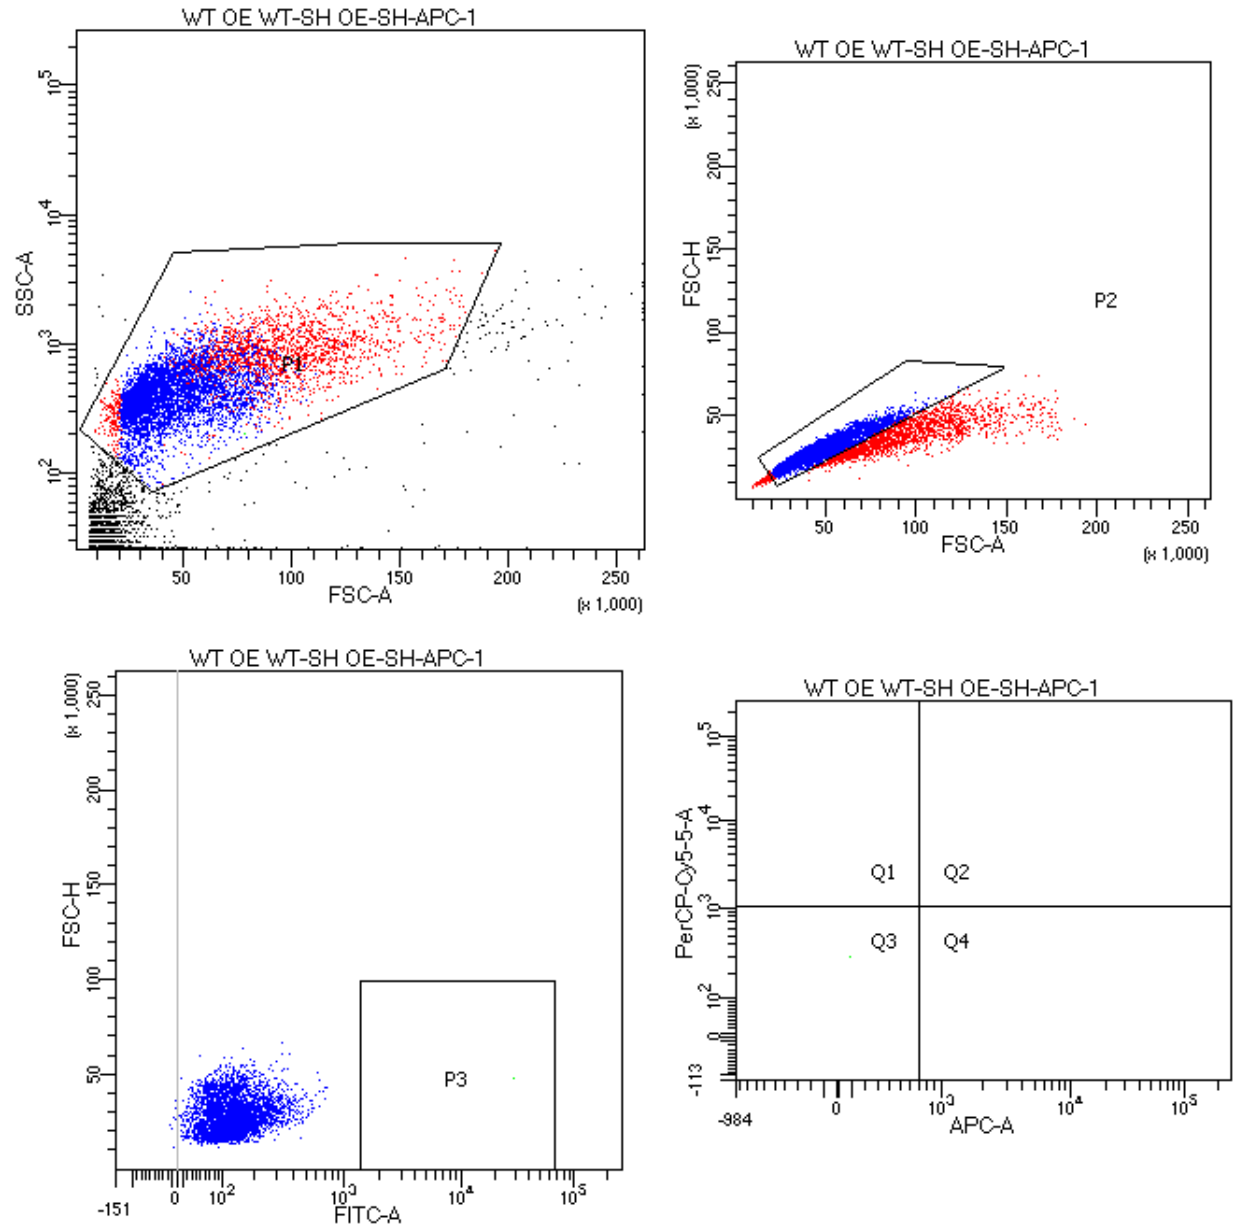 WT OE WT-SH OE-SH-APC-1
SSC-A
10^5
10^4
10^3
10^2
P1
50 100 150 200 250
FSC-A
(x 1,000)
WT OE WT-SH OE-SH-APC-1
(x 1,000)
FSC-H
250
200
150
100
50
P2
50 100 150 200 250
FSC-A
(x 1,000)
WT OE WT-SH OE-SH-APC-1
(x 1,000)
FSC-H
250
200
150
100
50
P3
-151 0 10^2 10^3 10^4 10^5
FITC-A
WT OE WT-SH OE-SH-APC-1
PerCP-Cy5-5-A
10^5
10^4
10^3
10^2
0
-113
Q1 Q2
Q3 Q4
-984 0 10^3 10^4 10^5
APC-A